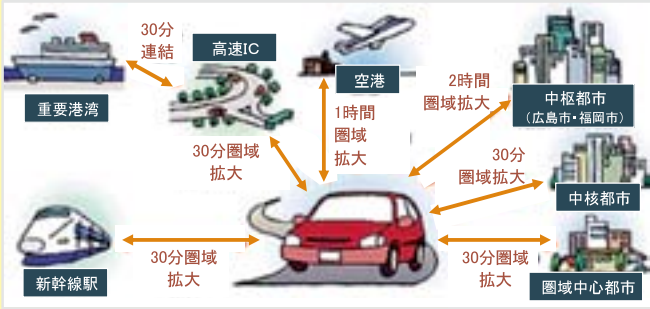 30分
連結
高速IC
重要港湾
空港
2時間
圏域拡大
中枢都市
(広島市・福岡市)
1時間
圏域
拡大
30分圏域
拡大
30分
圏域拡大
中核都市
新幹線駅
30分圏域
拡大
30分圏域
拡大
圏域中心都市